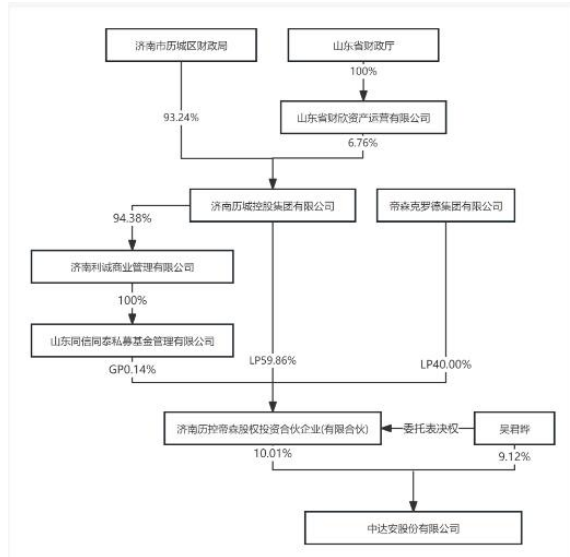 济南市历城区财政局
山东省财政厅
100%
93.24%
山东省财欣资产运营有限公司
6.76%
济南历城控股集团有限公司
帝森克罗德集团有限公司
94.38%
济南利诚商业管理有限公司
100%
山东同信同泰私募基金管理有限公司
LP59.86%
LP40.00%
GP0.14%
济南历控帝森股权投资合伙企业(有限合伙)
委托表决权
吴君晔
10.01%
9.12%
中达安股份有限公司